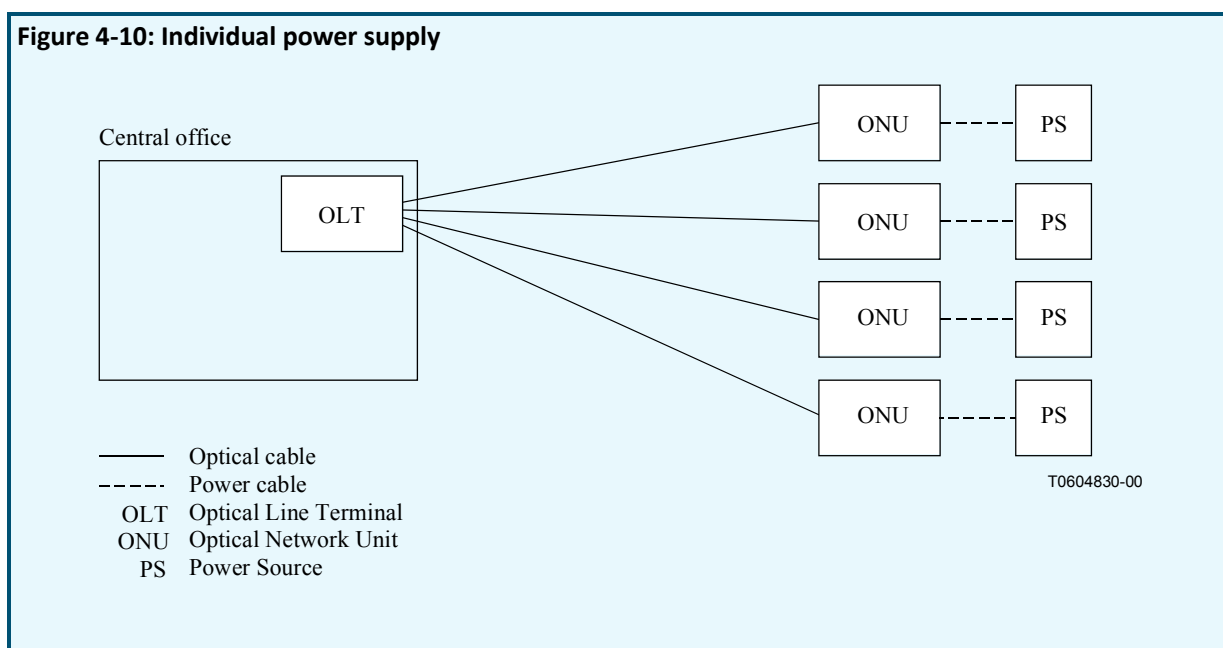 Figure 4-10: Individual power supply
Central office
OLT
ONU
PS
ONU
PS
ONU
PS
ONU
PS
Optical cable
Power cable
OLT Optical Line Terminal
ONU Optical Network Unit
PS Power Source
T0604830-00